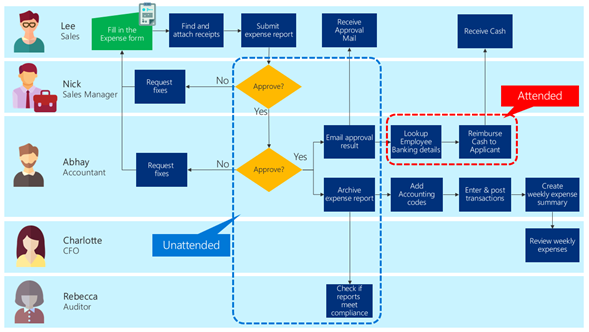 Lee
Sales
Fill in the
Expense form
Find and
attach receipts
Submit
expense report
Receive
Approval
Mail
Receive Cash
Nick
Sales Manager
Request
fixes
No
Approve?
Yes
Attended
Abhay
Accountant
Request
fixes
No
Approve?
Yes
Email approval
result
Lookup
Employee
Banking details
Reimburse
Cash to
Applicant
Archive
expense report
Add
Accounting
codes
Enter & post
transactions
Create
weekly expense
summary
Unattended
Charlotte
CFO
Review weekly
expenses
Rebecca
Auditor
Check if
reports
meet
compliance